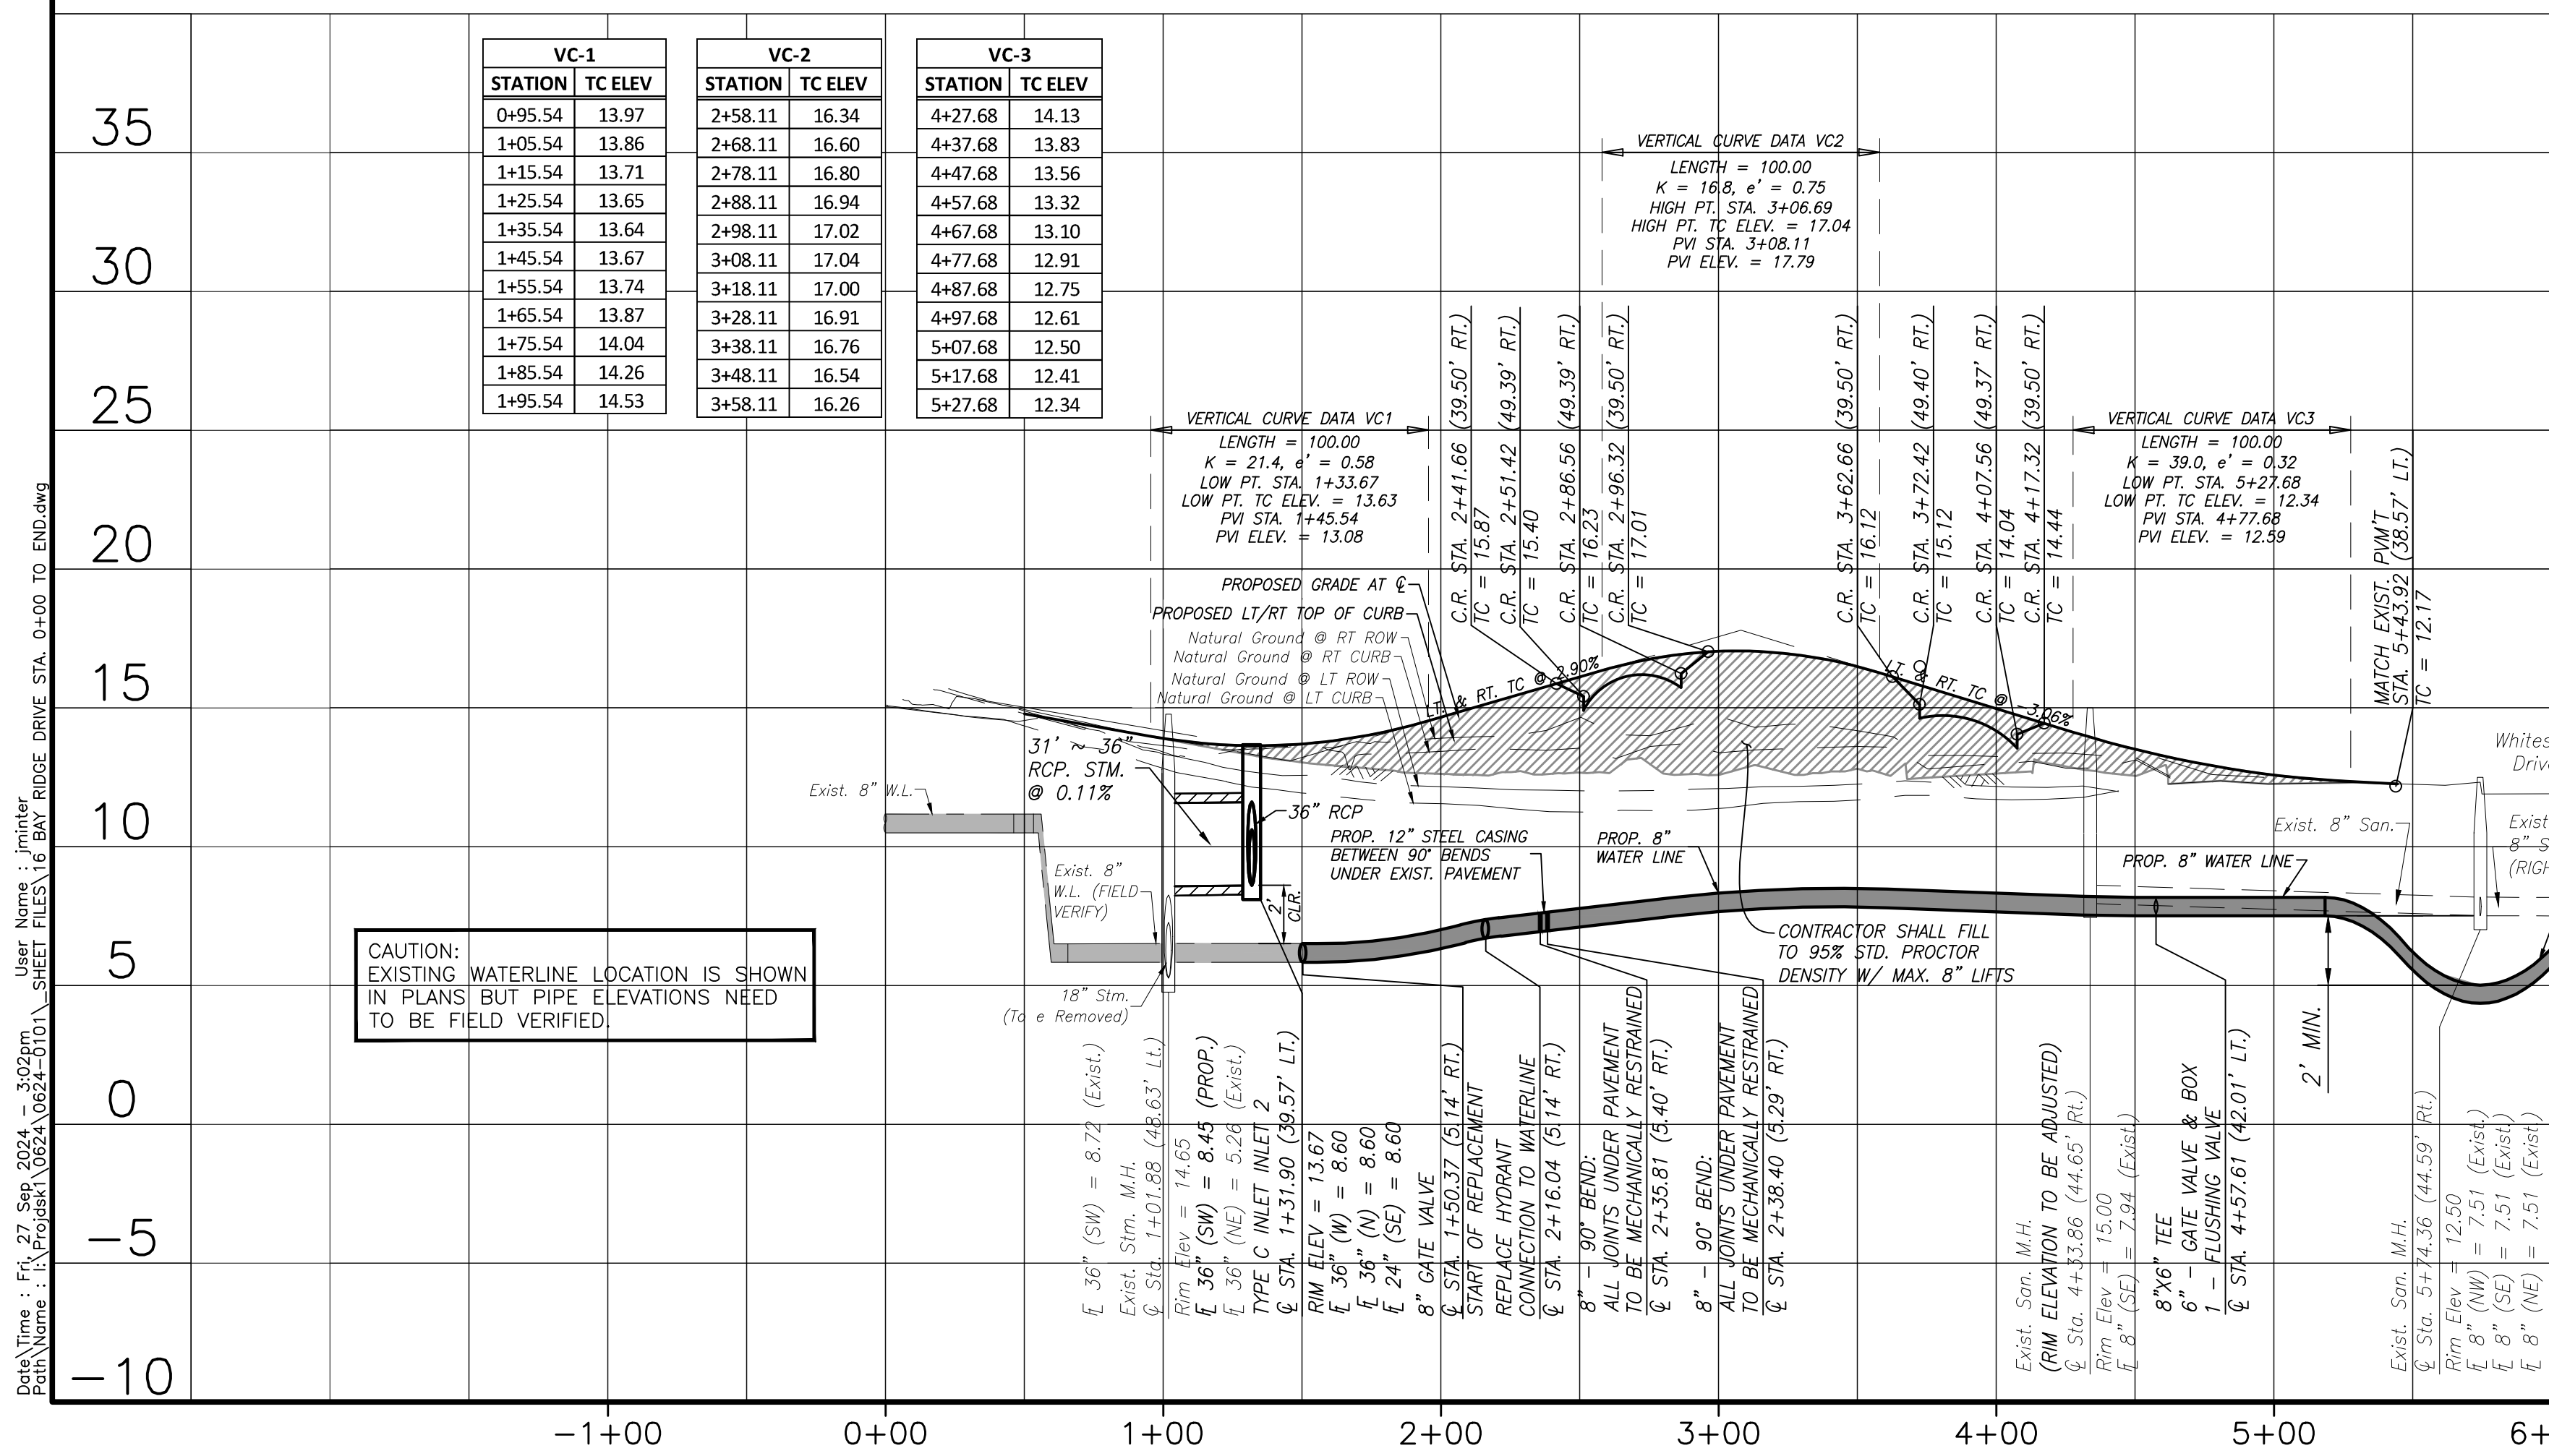 VC-1
STATION TC ELEV
0+95.54 13.97
1+05.54 13.86
1+15.54 13.71
1+25.54 13.65
1+35.54 13.64
1+45.54 13.67
1+55.54 13.74
1+65.54 13.87
1+75.54 14.04
1+85.54 14.26
1+95.54 14.53
VC-2
STATION TC ELEV
2+58.11 16.34
2+68.11 16.60
2+78.11 16.80
2+88.11 16.94
2+98.11 17.02
3+08.11 17.04
3+18.11 17.00
3+28.11 16.91
3+38.11 16.76
3+48.11 16.54
3+58.11 16.26
VC-3
STATION TC ELEV
4+27.68 14.13
4+37.68 13.83
4+47.68 13.56
4+57.68 13.32
4+67.68 13.10
4+77.68 12.91
4+87.68 12.75
4+97.68 12.61
5+07.68 12.50
5+17.68 12.41
5+27.68 12.34
35
30
25
20
15
10
5
0
-5
-10
VERTICAL CURVE DATA VC1
LENGTH = 100.00
K = 21.4, e' = 0.58
LOW PT. STA. 1+33.67
LOW PT. TC ELEV. = 13.63
PVI STA. 1+45.54
PVI ELEV. = 13.08
VERTICAL CURVE DATA VC2
LENGTH = 100.00
K = 16.8, e' = 0.75
HIGH PT. STA. 3+06.69
HIGH PT. TC ELEV. = 17.04
PVI STA. 3+08.11
PVI ELEV. = 17.79
VERTICAL CURVE DATA VC3
LENGTH = 100.00
K = 39.0, e' = 0.32
LOW PT. STA. 5+27.68
LOW PT. TC ELEV. = 12.34
PVI STA. 4+77.68
PVI ELEV. = 12.59
C.R. STA. 2+41.66 (39.50' RT.)
TC = 15.87
C.R. STA. 2+51.42 (49.39' RT.)
TC = 15.40
C.R. STA. 2+86.56 (49.39' RT.)
TC = 16.23
C.R. STA. 2+96.32 (39.50' RT.)
TC = 17.01
C.R. STA. 3+62.66 (39.50' RT.)
TC = 16.12
C.R. STA. 3+72.42 (49.40' RT.)
TC = 15.12
C.R. STA. 4+07.56 (49.37' RT.)
TC = 14.04
C.R. STA. 4+17.32 (39.50' RT.)
TC = 14.44
MATCH EXIST. PVM'T
STA. 5+43.92 (38.57' LT.)
TC = 12.17
PROPOSED GRADE AT ℄
PROPOSED LT/RT TOP OF CURB
Natural Ground @ RT ROW
Natural Ground @ RT CURB
Natural Ground @ LT ROW
Natural Ground @ LT CURB
LT. & RT. TC @ 2.90%
LT. & RT. TC @ -3.06%
31' ~ 36"
RCP. STM.
@ 0.11%
Exist. 8" W.L.
36" RCP
Exist. 8"
W.L. (FIELD
VERIFY)
2'
CLR.
18" Stm.
(To e Removed)
PROP. 12" STEEL CASING
BETWEEN 90° BENDS
UNDER EXIST. PAVEMENT
PROP. 8"
WATER LINE
CONTRACTOR SHALL FILL
TO 95% STD. PROCTOR
DENSITY W/ MAX. 8" LIFTS
PROP. 8" WATER LINE
Exist. 8" San.
Whites
Drive
Exist
8" S
(RIGH
2' MIN.
CAUTION:
EXISTING WATERLINE LOCATION IS SHOWN
IN PLANS BUT PIPE ELEVATIONS NEED
TO BE FIELD VERIFIED.
FL 36" (SW) = 8.72 (Exist.)
Exist. Stm. M.H.
℄ Sta. 1+01.88 (48.63' Lt.)
Rim Elev = 14.65
FL 36" (SW) = 8.45 (PROP.)
FL 36" (NE) = 5.26 (Exist.)
TYPE C INLET INLET 2
℄ STA. 1+31.90 (39.57' LT.)
RIM ELEV = 13.67
FL 36" (W) = 8.60
FL 36" (N) = 8.60
FL 24" (SE) = 8.60
8" GATE VALVE
℄ STA. 1+50.37 (5.14' RT.)
START OF REPLACEMENT
REPLACE HYDRANT
CONNECTION TO WATERLINE
℄ STA. 2+16.04 (5.14' RT.)
8" - 90° BEND:
ALL JOINTS UNDER PAVEMENT
TO BE MECHANICALLY RESTRAINED
℄ STA. 2+35.81 (5.40' RT.)
8" - 90° BEND:
ALL JOINTS UNDER PAVEMENT
TO BE MECHANICALLY RESTRAINED
℄ STA. 2+38.40 (5.29' RT.)
Exist. San. M.H.
(RIM ELEVATION TO BE ADJUSTED)
℄ Sta. 4+33.86 (44.65' Rt.)
Rim Elev = 15.00
FL 8" (SE) = 7.94 (Exist.)
8"X6" TEE
6" - GATE VALVE & BOX
1 - FLUSHING VALVE
℄ STA. 4+57.61 (42.01' LT.)
Exist. San. M.H.
℄ Sta. 5+74.36 (44.59' Rt.)
Rim Elev = 12.50
FL 8" (NW) = 7.51 (Exist.)
FL 8" (SE) = 7.51 (Exist.)
FL 8" (NE) = 7.51 (Exist)
-1+00 0+00 1+00 2+00 3+00 4+00 5+00 6+
Date\Time : Fri, 27 Sep 2024 - 3:02pm User Name : jminter
Path\Name : I:\Projdsk1\0624\0624-0101\_SHEET FILES\16 BAY RIDGE DRIVE STA. 0+00 TO END.dwg